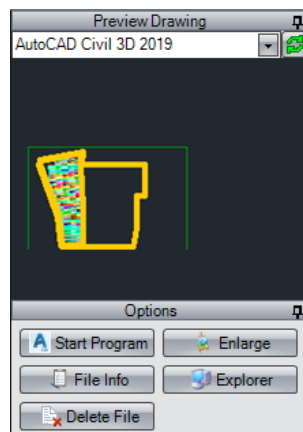 Preview Drawing
AutoCAD Civil 3D 2019
Options
Start Program
Enlarge
File Info
Explorer
Delete File